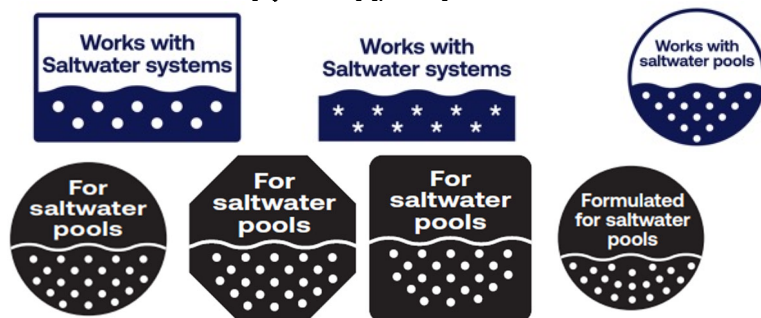 Works with
Saltwater systems
Works with
Saltwater systems
Works with
saltwater pools
For
saltwater
pools
For
saltwater
pools
For
saltwater
pools
Formulated
for saltwater
pools